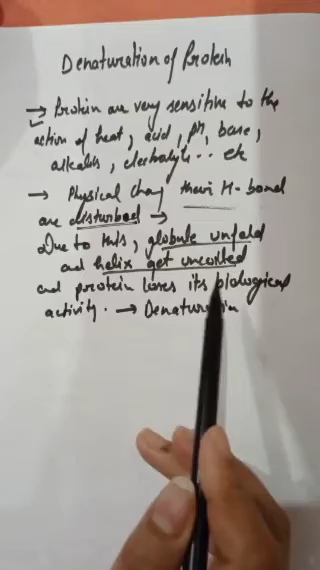 Denaturation of Protein
→ Protein are very sensitive to the
action of heat, acid, pH, base,
alkalis, electrolyte... etc
→ Physical chang their H-bond
are disturbed →
Due to this, globule unfold
and helix get uncoiled
and protein loses its biological
activity. → Denaturatin